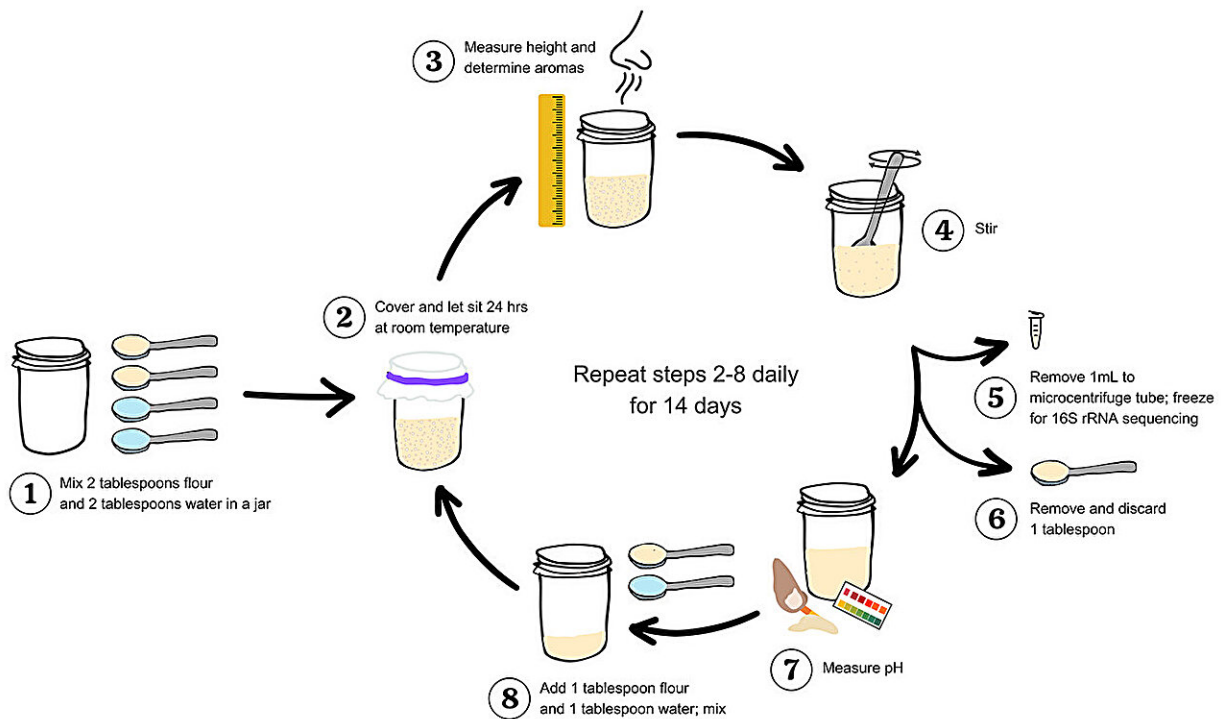 3
Measure height and
determine aromas
4
Stir
2
Cover and let sit 24 hrs
at room temperature
Repeat steps 2-8 daily
for 14 days
5
Remove 1mL to
microcentrifuge tube; freeze
for 16S rRNA sequencing
1
Mix 2 tablespoons flour
and 2 tablespoons water in a jar
6
Remove and discard
1 tablespoon
7
Measure pH
8
Add 1 tablespoon flour
and 1 tablespoon water; mix